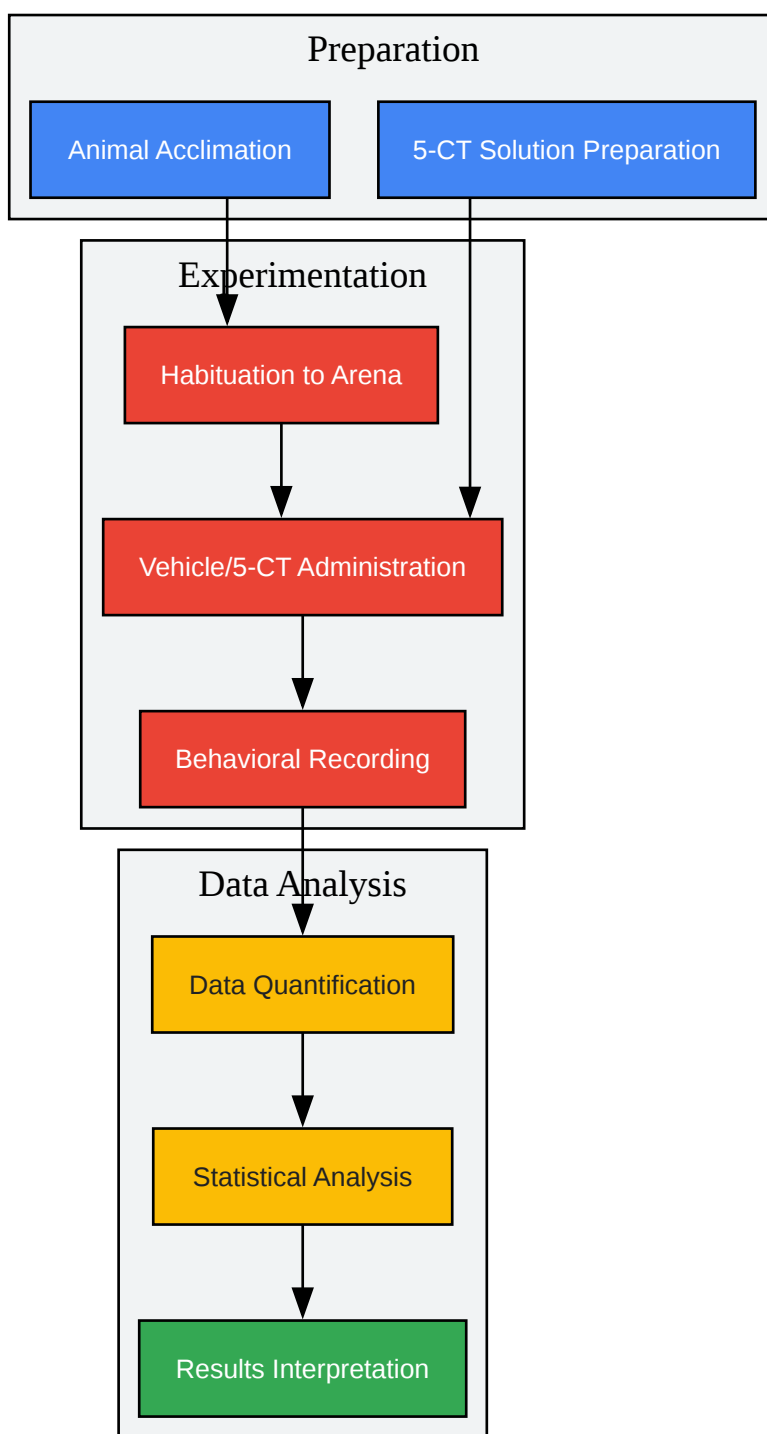 Preparation
Animal Acclimation
5-CT Solution Preparation
Experimentation
Habituation to Arena
Vehicle/5-CT Administration
Behavioral Recording
Data Analysis
Data Quantification
Statistical Analysis
Results Interpretation